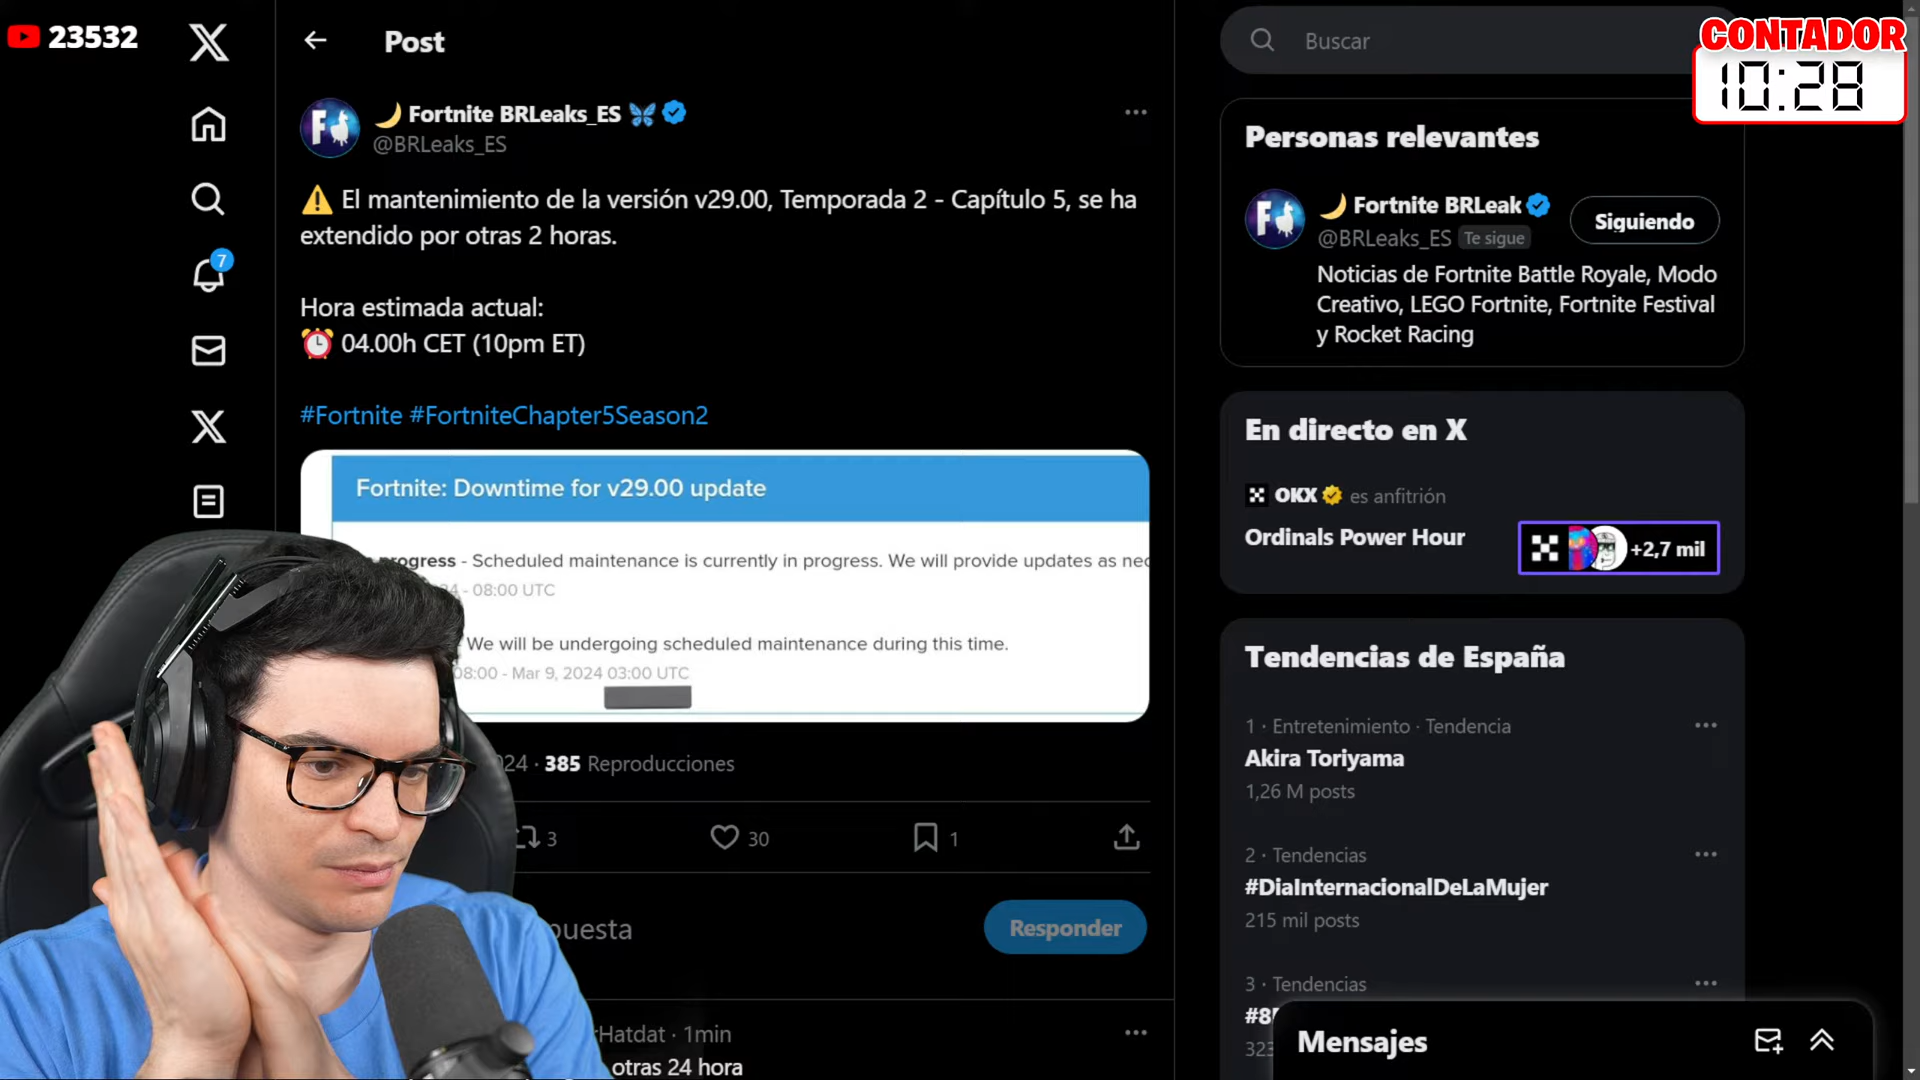 23532
Post
Buscar
CONTADOR
10:28
Fortnite BRLeaks_ES
@BRLeaks_ES
El mantenimiento de la versión v29.00, Temporada 2 - Capítulo 5, se ha
extendido por otras 2 horas.
Hora estimada actual:
04.00h CET (10pm ET)
#Fortnite #FortniteChapter5Season2
Fortnite: Downtime for v29.00 update
progress - Scheduled maintenance is currently in progress. We will provide updates as nec
- 08:00 UTC
We will be undergoing scheduled maintenance during this time.
08:00 - Mar 9, 2024 03:00 UTC
24 · 385 Reproducciones
3
30
1
Responder
Hatdat · 1min
otras 24 hora
7
Personas relevantes
Fortnite BRLeak
@BRLeaks_ES Te sigue
Siguiendo
Noticias de Fortnite Battle Royale, Modo
Creativo, LEGO Fortnite, Fortnite Festival
y Rocket Racing
En directo en X
OKX es anfitrión
Ordinals Power Hour
+2,7 mil
Tendencias de España
1 · Entretenimiento · Tendencia
Akira Toriyama
1,26 M posts
2 · Tendencias
#DiaInternacionalDeLaMujer
215 mil posts
3 · Tendencias
323
Mensajes